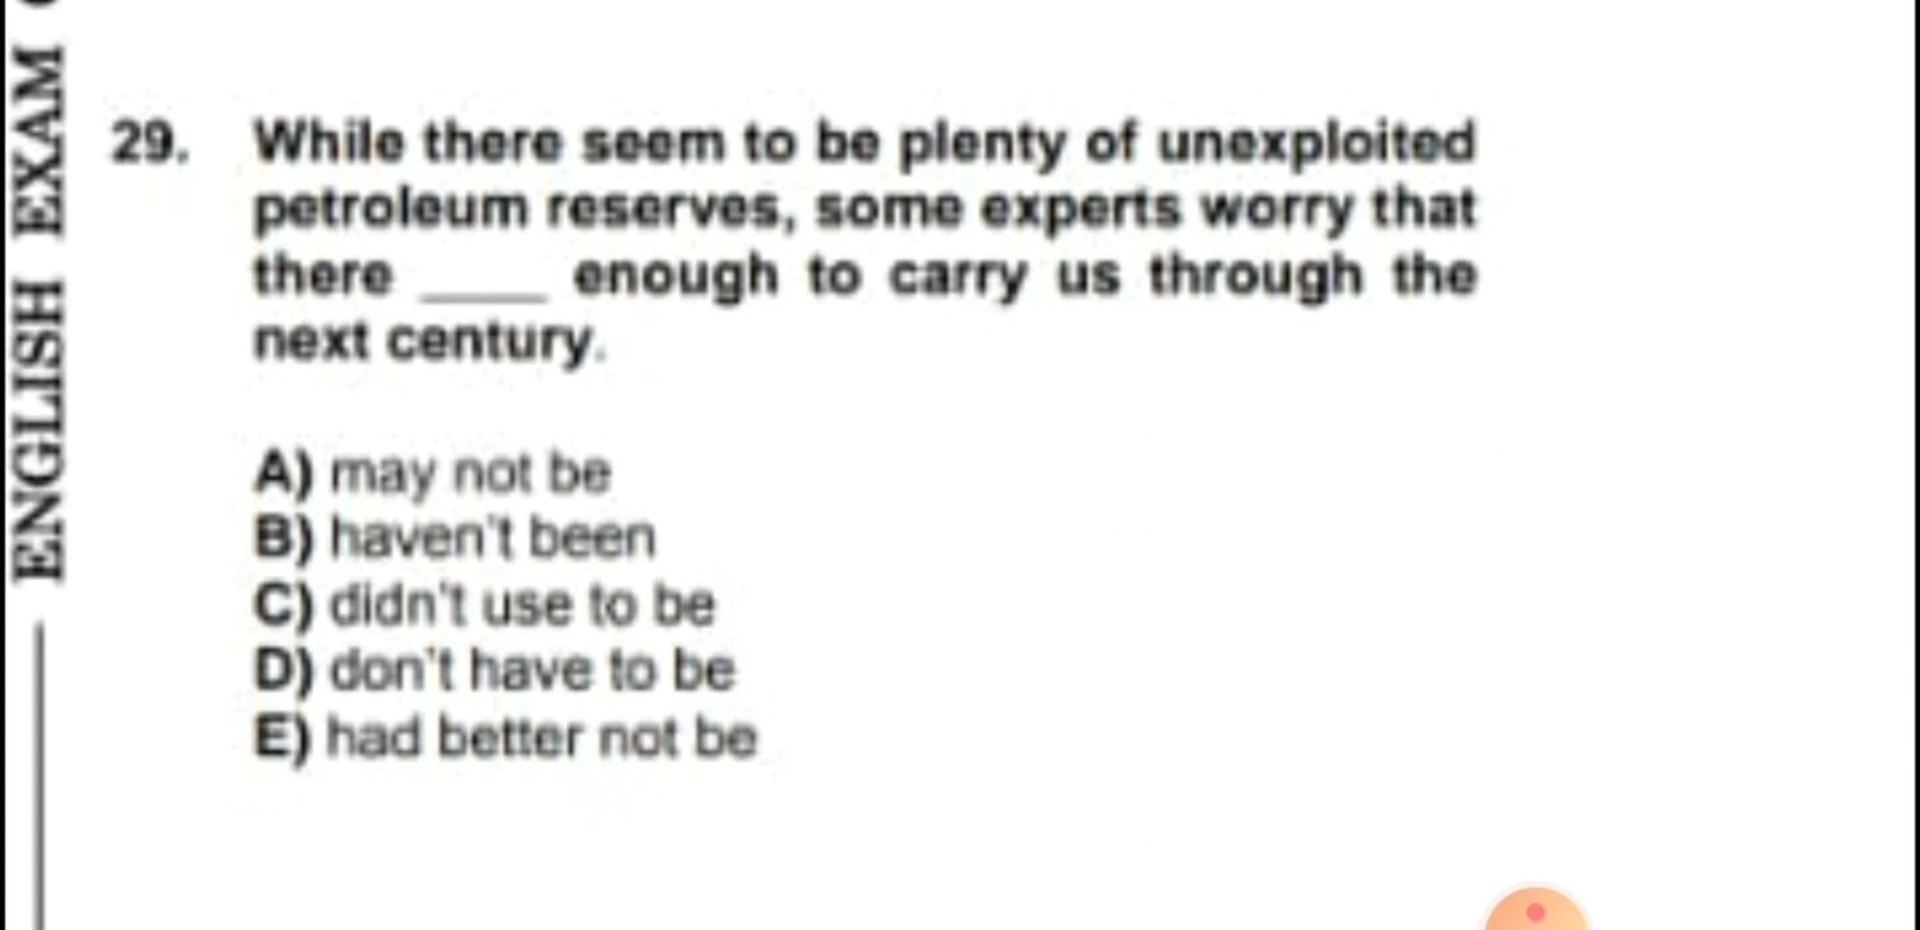 ENGLISH EXAM
29. While there seem to be plenty of unexploited
petroleum reserves, some experts worry that
there ____ enough to carry us through the
next century.
A) may not be
B) haven't been
C) didn't use to be
D) don't have to be
E) had better not be